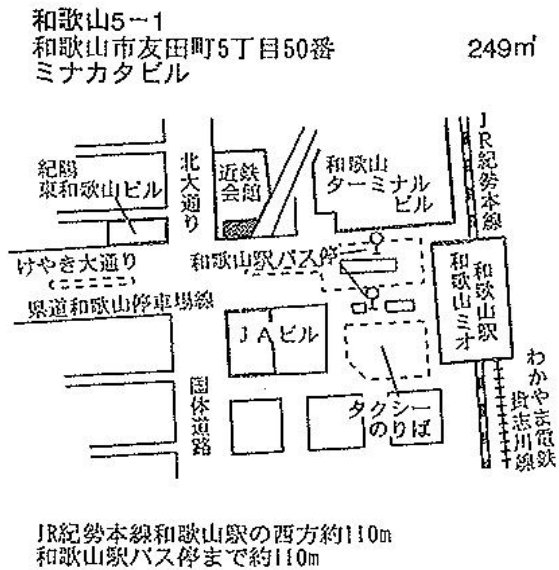 和歌山5-1
和歌山市友田町5丁目50番
249㎡
ミナカタビル
JR紀勢本線
紀陽
東和歌山ビル
北大通り
近鉄
会館
和歌山
ターミナル
ビル
けやき大通り
和歌山駅バス停
県道和歌山停車場線
和歌山駅
和歌山ミオ
JAビル
国体道路
タクシー
のりば
わかやま電鉄
貴志川線
JR紀勢本線和歌山駅の西方約110m
和歌山駅バス停まで約110m